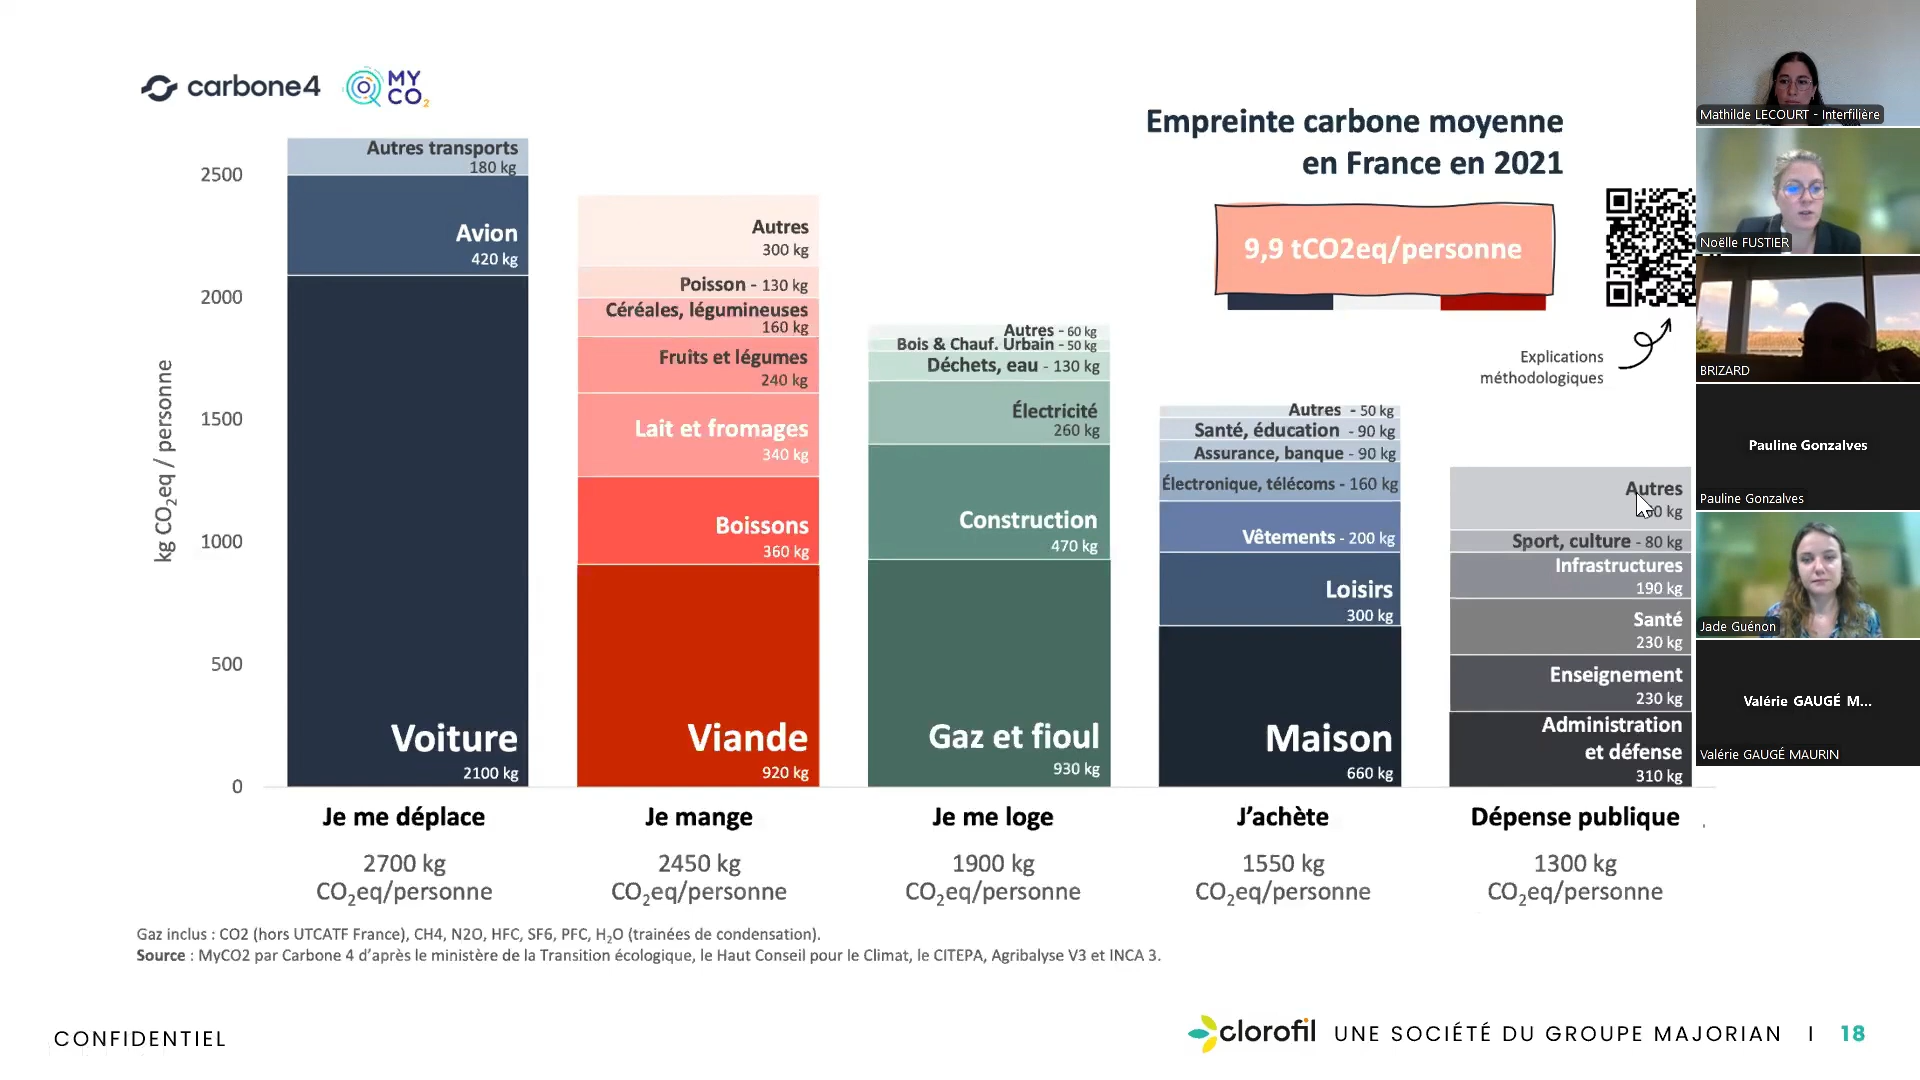 carbone4
MY
CO2
Empreinte carbone moyenne
en France en 2021
9,9 tCO2eq/personne
Explications
méthodologiques
kg CO₂eq / personne
2500
2000
1500
1000
500
0
Autres transports
180 kg
Avion
420 kg
Voiture
2100 kg
Autres
300 kg
Poisson - 130 kg
Céréales, légumineuses
160 kg
Fruits et légumes
240 kg
Lait et fromages
340 kg
Boissons
360 kg
Viande
920 kg
Autres - 60 kg
Bois & Chauf. Urbain - 50 kg
Déchets, eau - 130 kg
Électricité
260 kg
Construction
470 kg
Gaz et fioul
930 kg
Autres - 50 kg
Santé, éducation - 90 kg
Assurance, banque - 90 kg
Électronique, télécoms - 160 kg
Vêtements - 200 kg
Loisirs
300 kg
Maison
660 kg
Autres
kg
Sport, culture - 80 kg
Infrastructures
190 kg
Santé
230 kg
Enseignement
230 kg
Administration
et défense
310 kg
Je me déplace
2700 kg
CO₂eq/personne
Je mange
2450 kg
CO₂eq/personne
Je me loge
1900 kg
CO₂eq/personne
J’achète
1550 kg
CO₂eq/personne
Dépense publique
1300 kg
CO₂eq/personne
Gaz inclus : CO2 (hors UTCATF France), CH4, N2O, HFC, SF6, PFC, H₂O (trainées de condensation).
Source : MyCO2 par Carbone 4 d’après le ministère de la Transition écologique, le Haut Conseil pour le Climat, le CITEPA, Agribalyse V3 et INCA 3.
CONFIDENTIEL
clorofil UNE SOCIÉTÉ DU GROUPE MAJORIAN I 18
Mathilde LECOURT - Interfilière
Noëlle FUSTIER
BRIZARD
Pauline Gonzalves
Pauline Gonzalves
Jade Guénon
Valérie GAUGÉ M...
Valérie GAUGÉ MAURIN